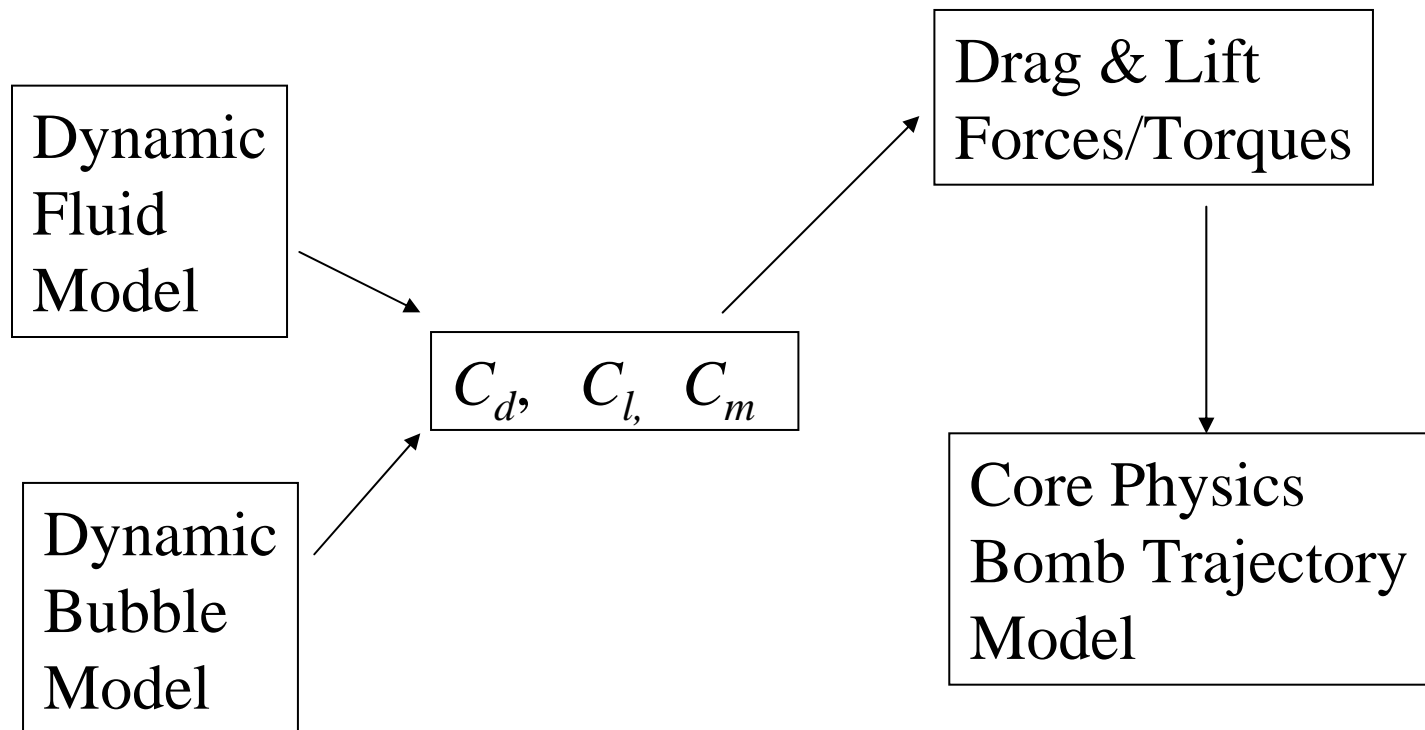 Dynamic
Fluid
Model
Dynamic
Bubble
Model
C_d, C_l, C_m
Drag & Lift
Forces/Torques
Core Physics
Bomb Trajectory
Model